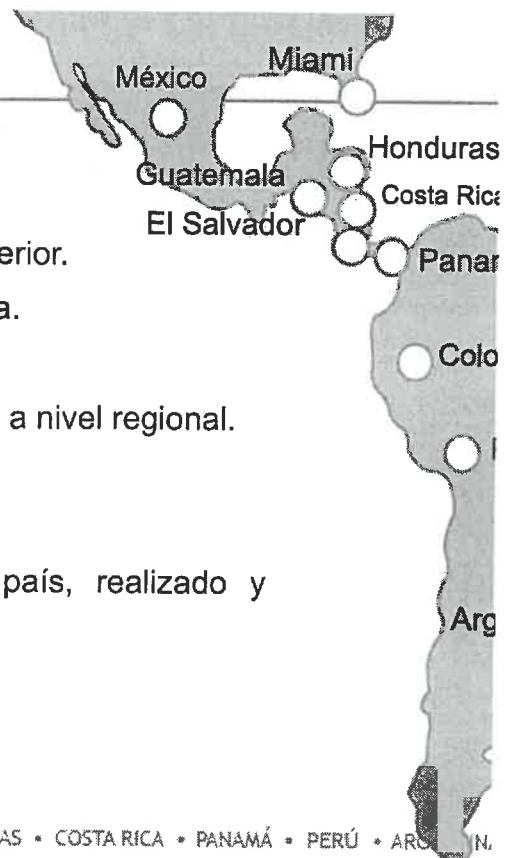 Miami
México
Honduras
Guatemala
Costa Rica
El Salvador
erior.
Panar
a.
Colo
a nivel regional.
país, realizado y
Arg
AS • COSTA RICA • PANAMÁ • PERÚ • ARG